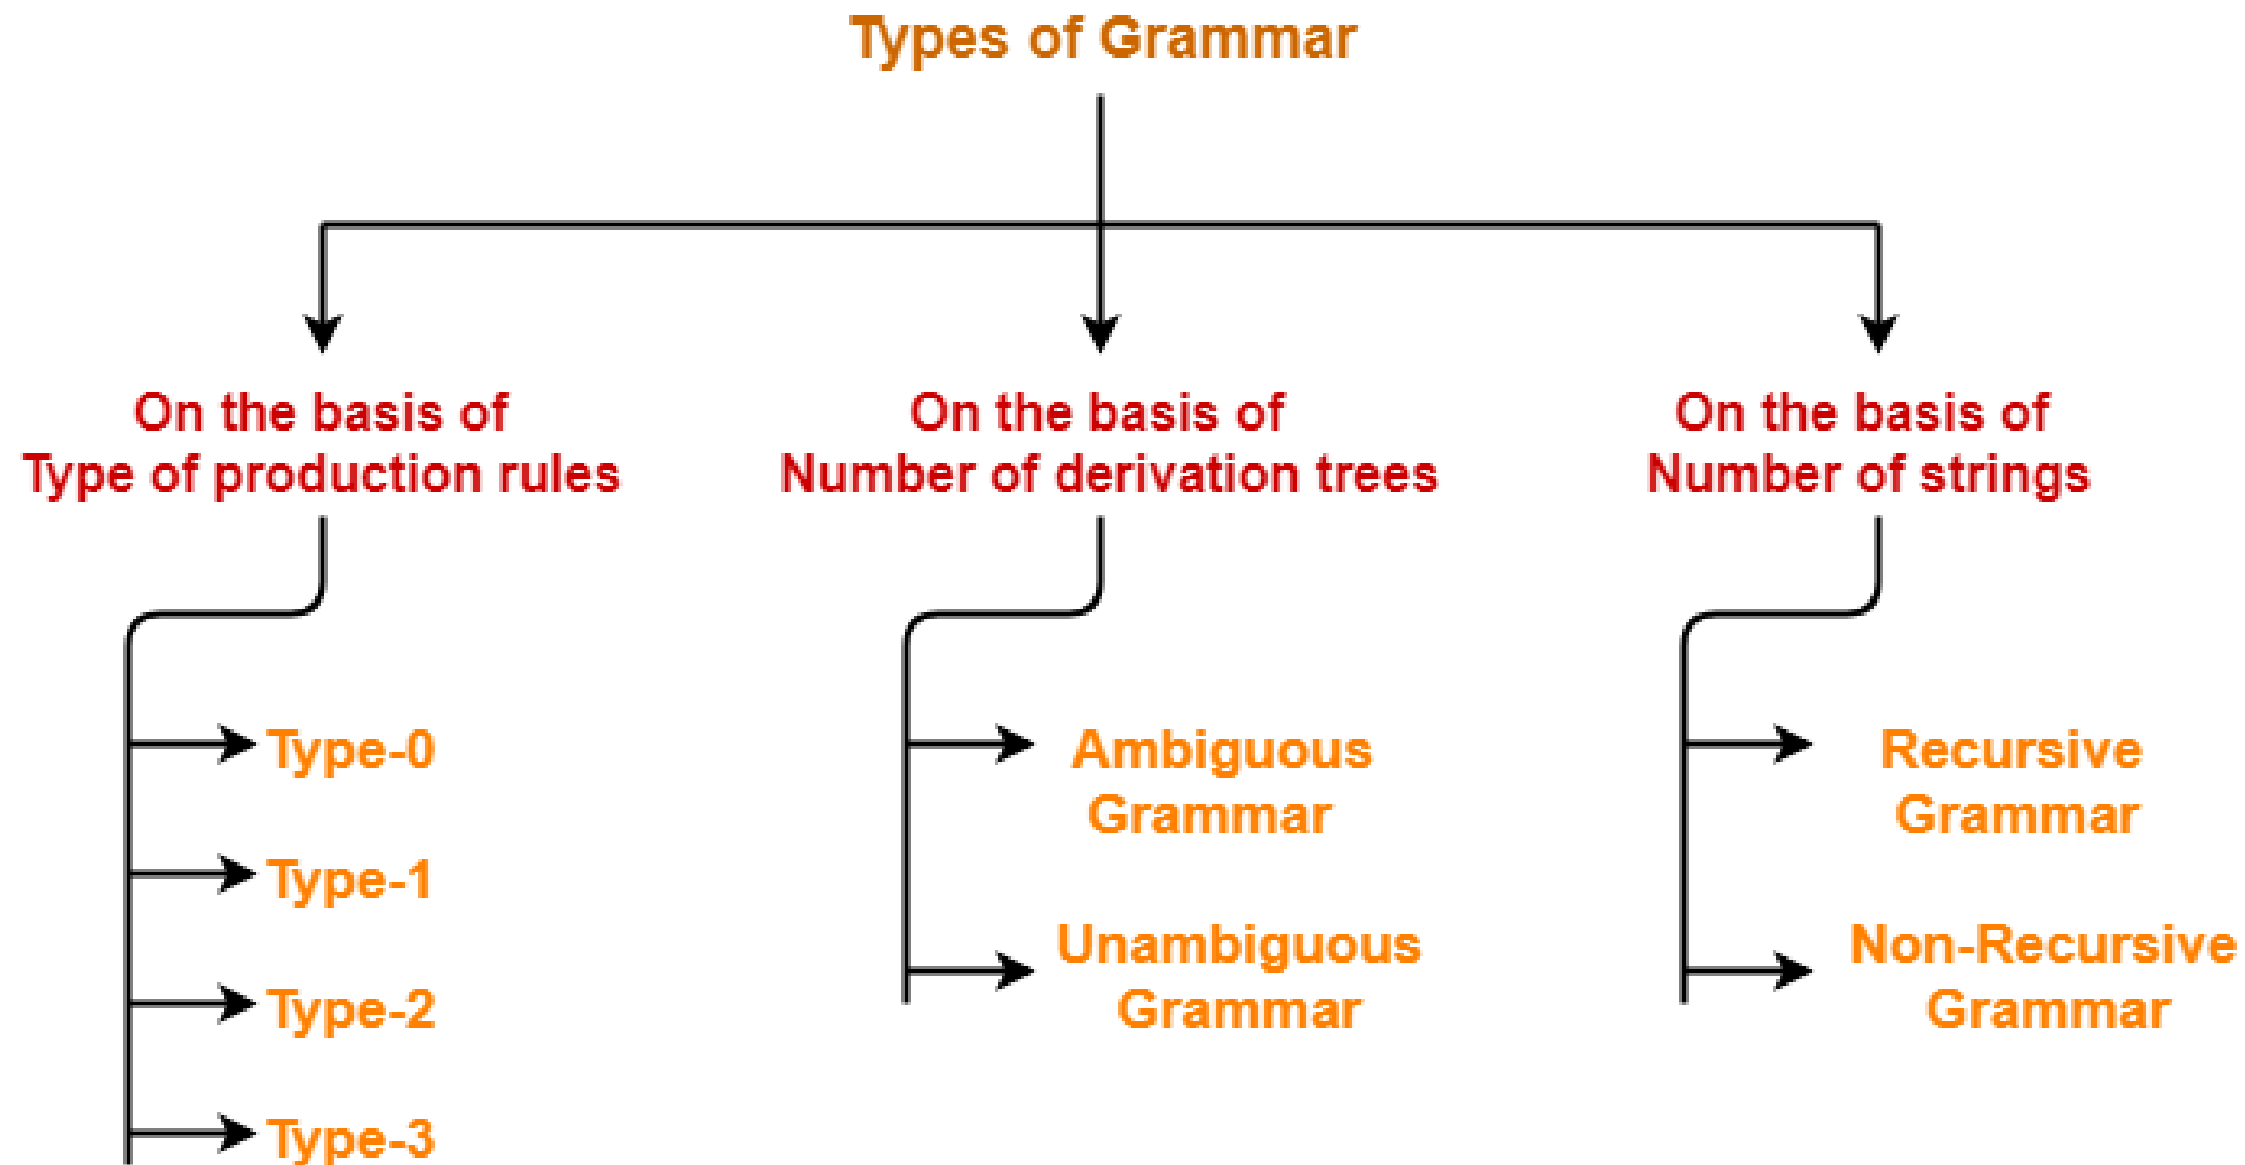 Types of Grammar
On the basis of
Type of production rules
On the basis of
Number of derivation trees
On the basis of
Number of strings
Type-0
Type-1
Type-2
Type-3
Ambiguous
Grammar
Unambiguous
Grammar
Recursive
Grammar
Non-Recursive
Grammar